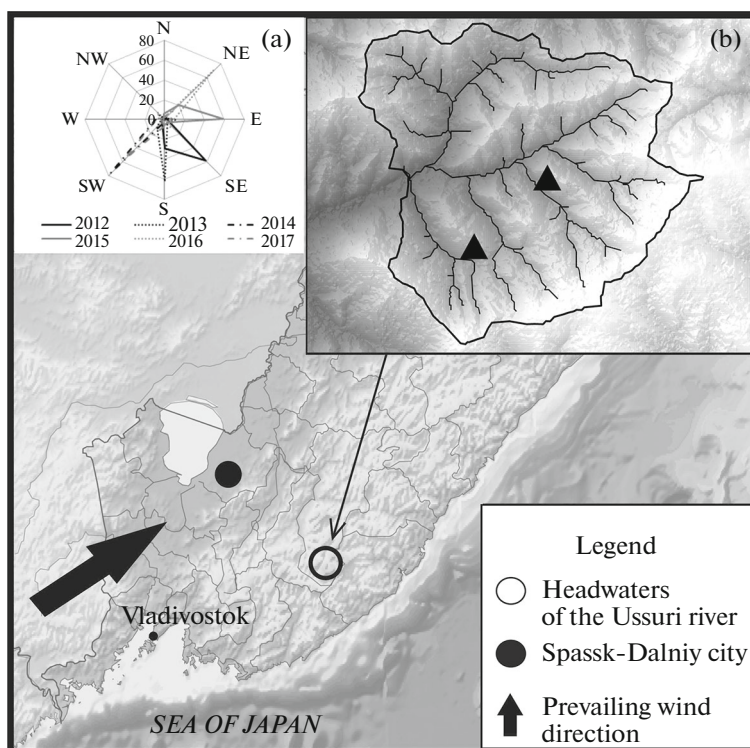 (a)
N
NE
E
SE
S
SW
W
NW
80
60
40
20
0
2012 2013 2014
2015 2016 2017
(b)
Vladivostok
SEA OF JAPAN
Legend
Headwaters
of the Ussuri river
Spassk-Dalniy city
Prevailing wind
direction